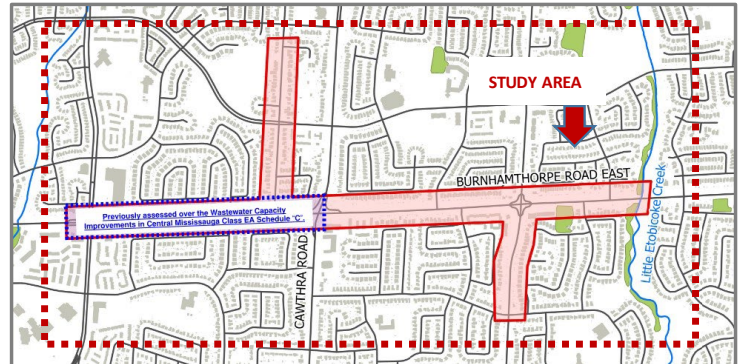 STUDY AREA
BURNHAMTHORPE ROAD EAST
Previously assessed over the Wastewater Capacity
Improvements in Central Mississauga Class EA Schedule 'C'.
CAWTHRA ROAD
Little Etobicoke Creek